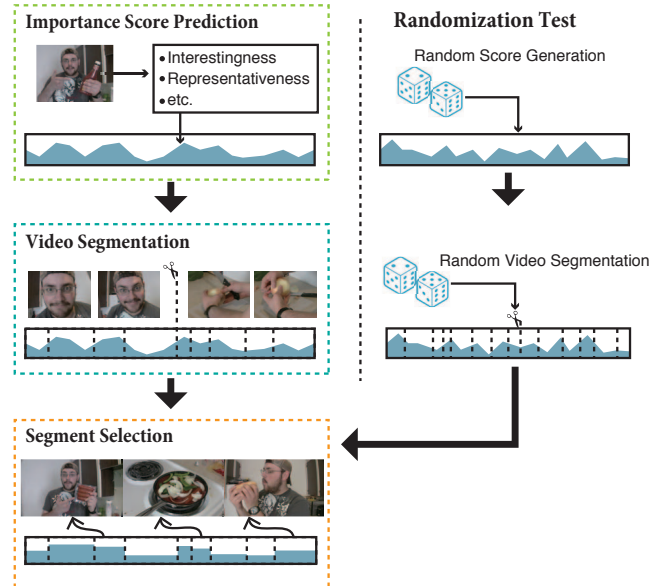 Importance Score Prediction
• Interestingness
• Representativeness
• etc.
Video Segmentation
Segment Selection
Randomization Test
Random Score Generation
Random Video Segmentation